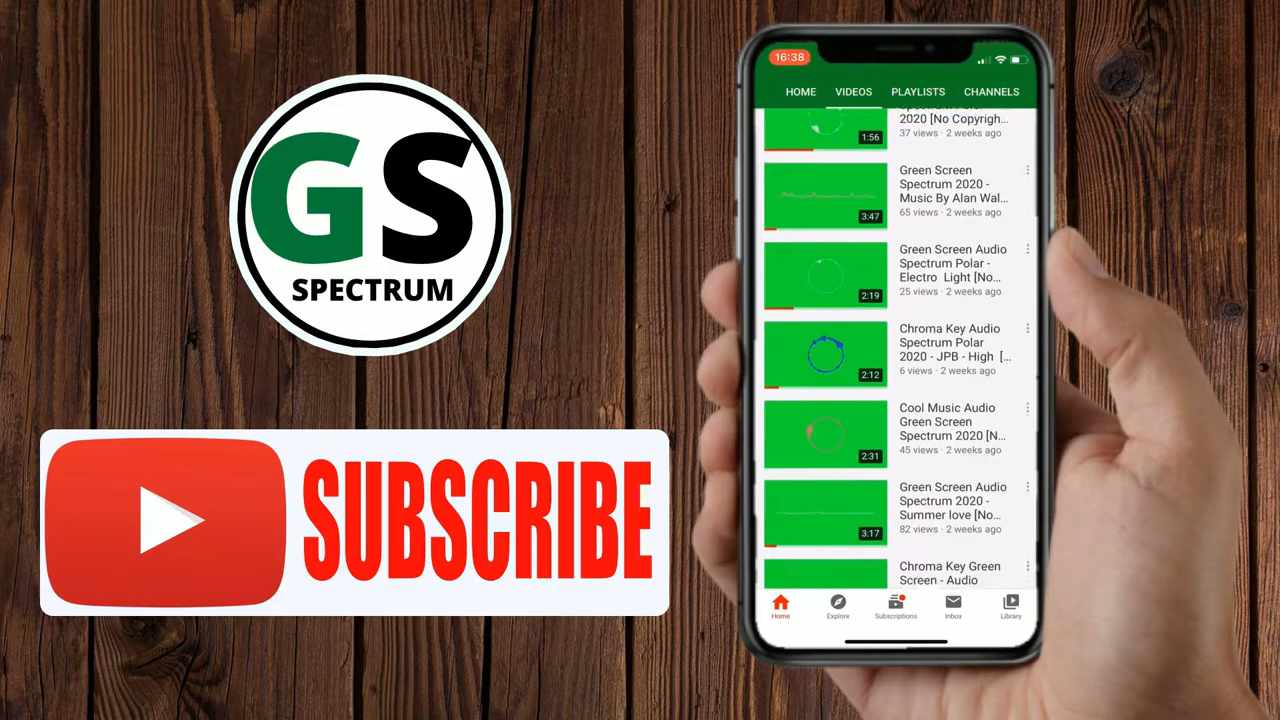 GS
SPECTRUM
SUBSCRIBE
16:38
HOME VIDEOS PLAYLISTS CHANNELS
2020 [No Copyrigh...
37 views · 2 weeks ago
1:56
Green Screen
Spectrum 2020 -
Music By Alan Wal...
65 views · 2 weeks ago
3:47
Green Screen Audio
Spectrum Polar -
Electro Light [No...
25 views · 2 weeks ago
2:19
Chroma Key Audio
Spectrum Polar
2020 - JPB - High [...
6 views · 2 weeks ago
2:12
Cool Music Audio
Green Screen
Spectrum 2020 [N...
45 views · 2 weeks ago
2:31
Green Screen Audio
Spectrum 2020 -
Summer love [No...
82 views · 2 weeks ago
3:17
Chroma Key Green
Screen - Audio
Home Explore Subscriptions Inbox Library